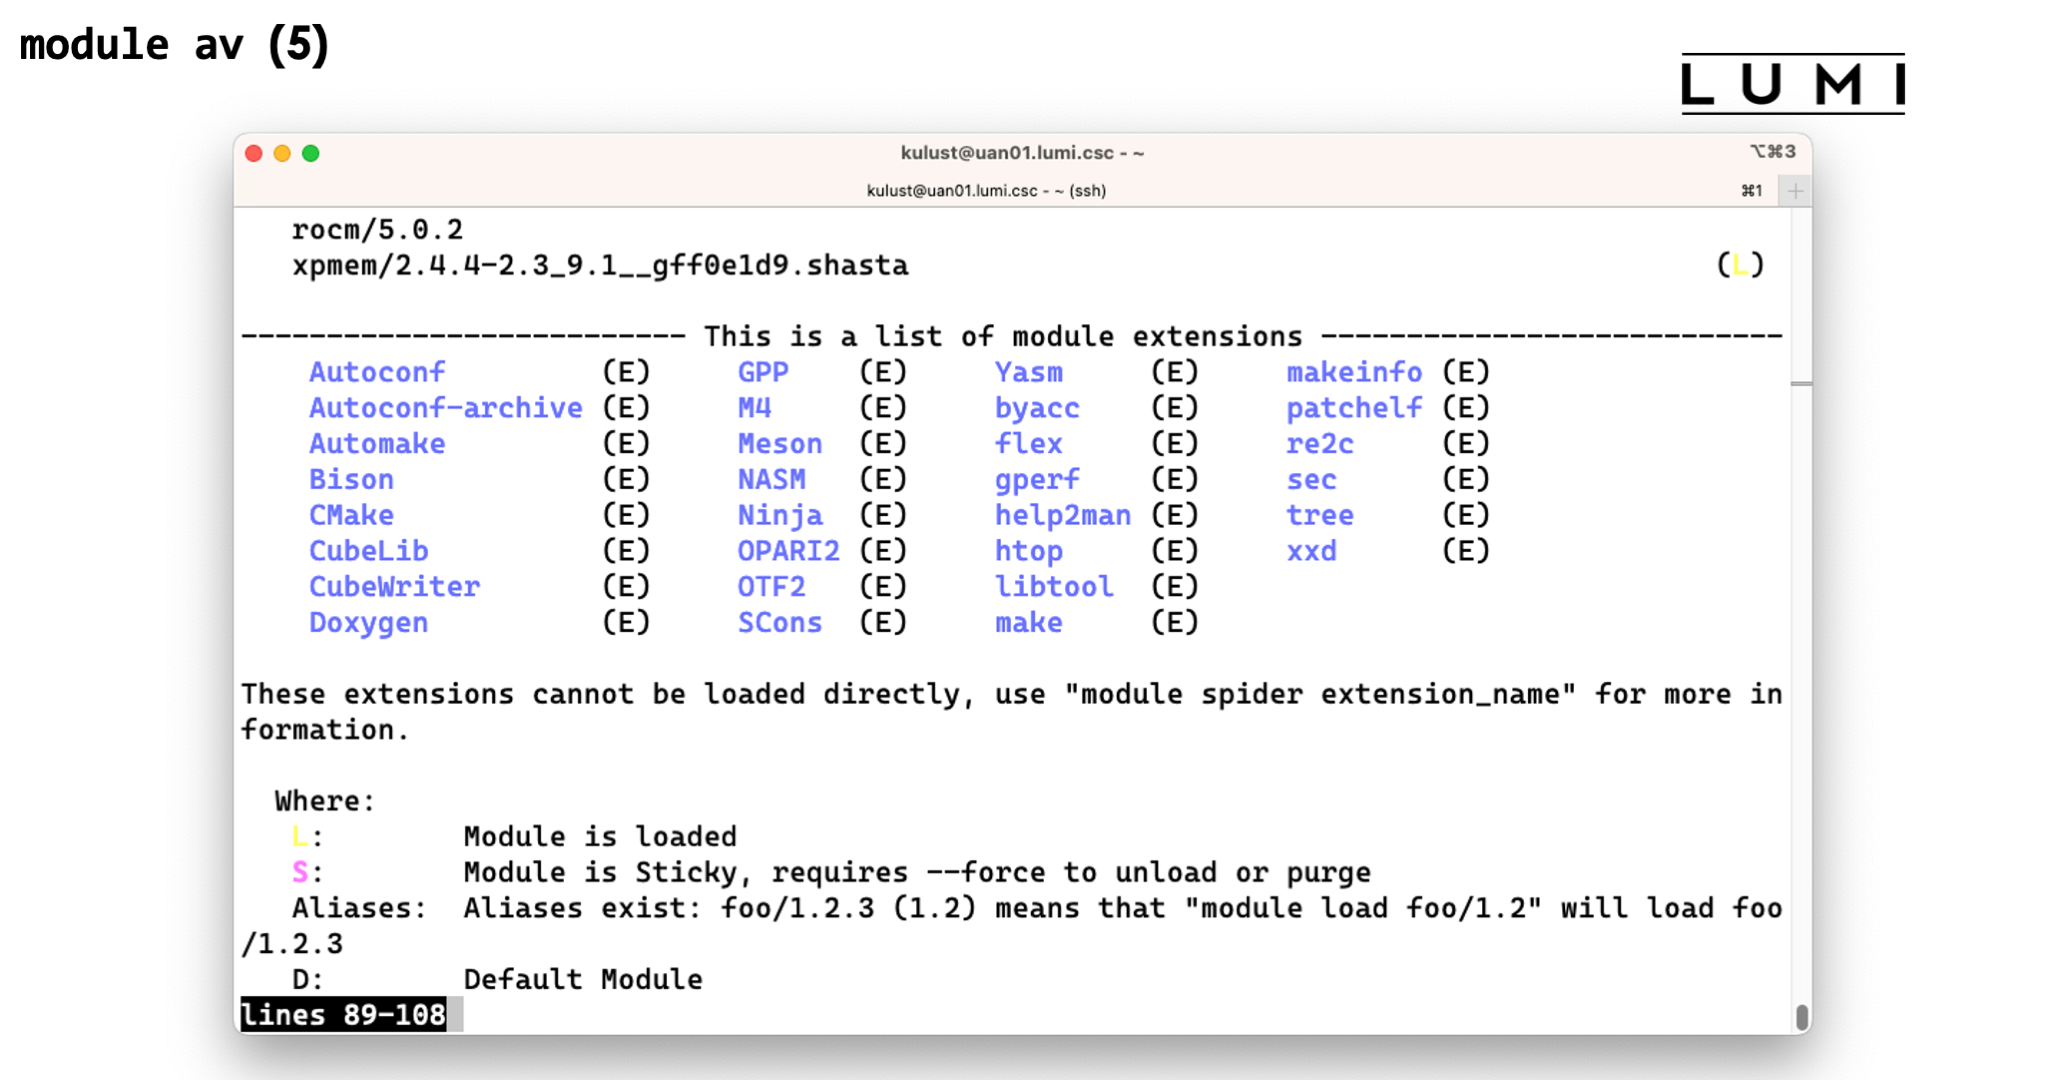 module av (5)
LUMI
kulust@uan01.lumi.csc - ~
⌥⌘3
kulust@uan01.lumi.csc - ~ (ssh)
⌘1 +
rocm/5.0.2
xpmem/2.4.4-2.3_9.1__gff0e1d9.shasta (L)
-------------------------- This is a list of module extensions ---------------------------
Autoconf (E) GPP (E) Yasm (E) makeinfo (E)
Autoconf-archive (E) M4 (E) byacc (E) patchelf (E)
Automake (E) Meson (E) flex (E) re2c (E)
Bison (E) NASM (E) gperf (E) sec (E)
CMake (E) Ninja (E) help2man (E) tree (E)
CubeLib (E) OPARI2 (E) htop (E) xxd (E)
CubeWriter (E) OTF2 (E) libtool (E)
Doxygen (E) SCons (E) make (E)
These extensions cannot be loaded directly, use "module spider extension_name" for more in
formation.
Where:
L: Module is loaded
S: Module is Sticky, requires --force to unload or purge
Aliases: Aliases exist: foo/1.2.3 (1.2) means that "module load foo/1.2" will load foo
/1.2.3
D: Default Module
lines 89-108